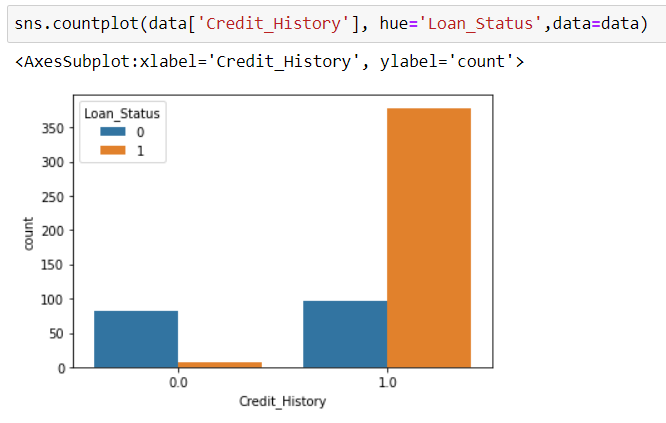 sns.countplot(data['Credit_History'], hue='Loan_Status',data=data)
<AxesSubplot:xlabel='Credit_History', ylabel='count'>
Loan_Status
0
1
350
300
250
200
150
100
50
0
count
0.0 1.0
Credit_History